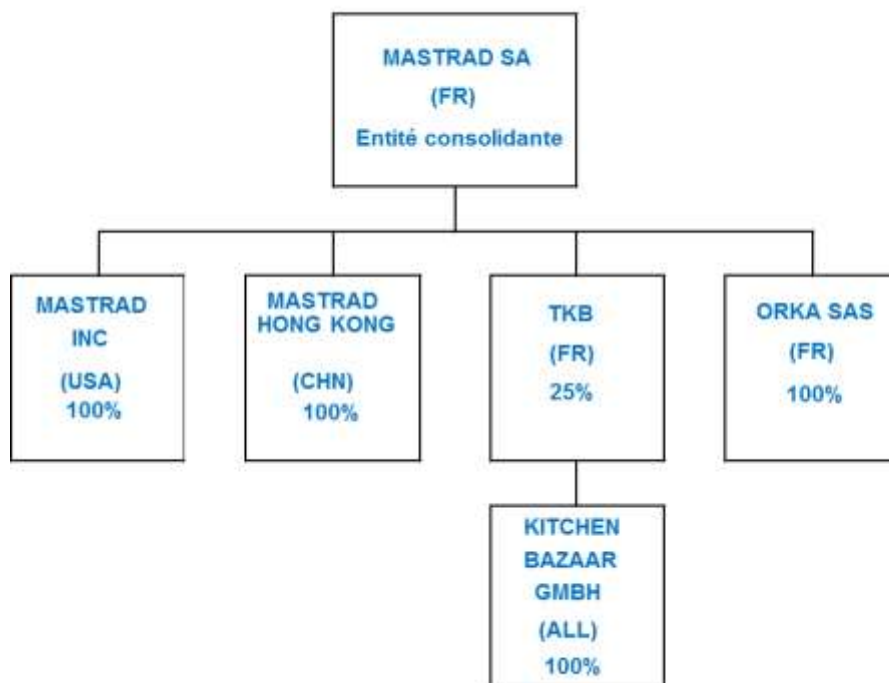 MASTRAD SA
(FR)
Entité consolidante
MASTRAD
INC
(USA)
100%
MASTRAD
HONG KONG
(CHN)
100%
TKB
(FR)
25%
ORKA SAS
(FR)
100%
KITCHEN
BAZAAR
GMBH
(ALL)
100%